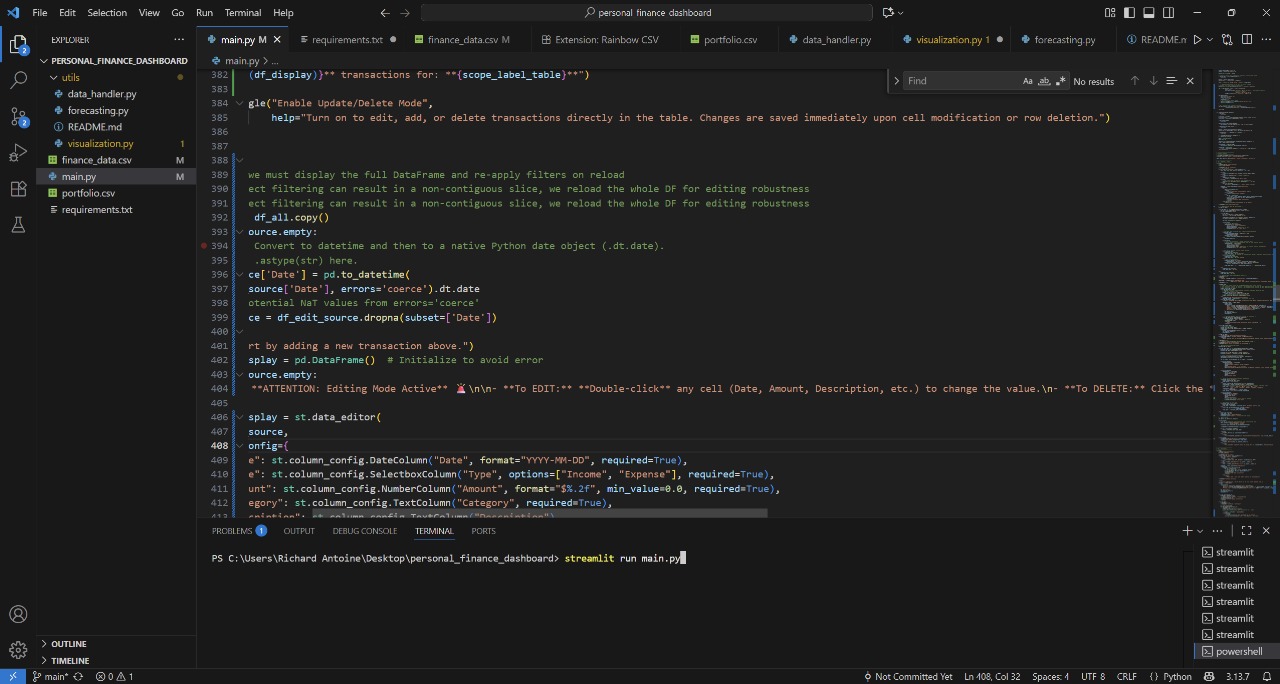 File Edit Selection View Go Run Terminal Help
personal finance dashboard
EXPLORER
PERSONAL_FINANCE_DASHBOARD
utils
data_handler.py
forecasting.py
README.md
visualization.py 1
finance_data.csv M
main.py M
portfolio.csv
requirements.txt
OUTLINE
TIMELINE
main.py M
requirements.txt
finance_data.csv M
Extension: Rainbow CSV
portfolio.csv
data_handler.py
visualization.py 1
forecasting.py
README.m
main.py > ...
Find
Aa ab
No results
382 (df_display)}** transactions for: **{scope_label_table}**")
383
384 gle("Enable Update/Delete Mode",
385 help="Turn on to edit, add, or delete transactions directly in the table. Changes are saved immediately upon cell modification or row deletion.")
386
387
388
389 we must display the full DataFrame and re-apply filters on reload
390 ect filtering can result in a non-contiguous slice, we reload the whole DF for editing robustness
391 ect filtering can result in a non-contiguous slice, we reload the whole DF for editing robustness
392 df_all.copy()
393 ource.empty:
394 Convert to datetime and then to a native Python date object (.dt.date).
395 .astype(str) here.
396 ce['Date'] = pd.to_datetime(
397 source['Date'], errors='coerce').dt.date
398 otential NaT values from errors='coerce'
399 ce = df_edit_source.dropna(subset=['Date'])
400
401 rt by adding a new transaction above.")
402 splay = pd.DataFrame() # Initialize to avoid error
403 ource.empty:
404 **ATTENTION: Editing Mode Active** 🚨\n\n- **To EDIT:** **Double-click** any cell (Date, Amount, Description, etc.) to change the value.\n- **To DELETE:** Click the *
405
406 splay = st.data_editor(
407 source,
408 onfig={
409 e": st.column_config.DateColumn("Date", format="YYYY-MM-DD", required=True),
410 e": st.column_config.SelectboxColumn("Type", options=["Income", "Expense"], required=True),
411 unt": st.column_config.NumberColumn("Amount", format="$%.2f", min_value=0.0, required=True),
412 egory": st.column_config.TextColumn("Category", required=True),
413 cription": st.column_config.TextColumn("Description")
PROBLEMS 1 OUTPUT DEBUG CONSOLE TERMINAL PORTS
PS C:\Users\Richard Antoine\Desktop\personal_finance_dashboard> streamlit run main.py
streamlit
streamlit
streamlit
streamlit
streamlit
streamlit
powershell
main* 0 1
Not Committed Yet Ln 408, Col 32 Spaces: 4 UTF 8 CRLF {} Python 3.13.7